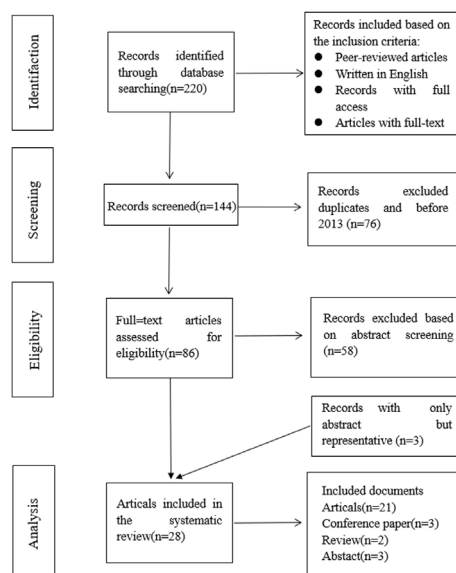 Identifaction
Records identified
through database
searching(n=220)
Records included based on
the inclusion criteria:
● Peer-reviewed articles
● Written in English
● Records with full
access
● Articles with full-text
Screening
Records screened(n=144)
Records excluded
duplicates and before
2013 (n=76)
Eligibility
Full=text articles
assessed for
eligibility(n=86)
Records excluded based
on abstract screening
(n=58)
Records with only
abstract but
representative (n=3)
Analysis
Articals included in
the systematic
review(n=28)
Included documents
Articals(n=21)
Conference paper(n=3)
Review(n=2)
Abstact(n=3)